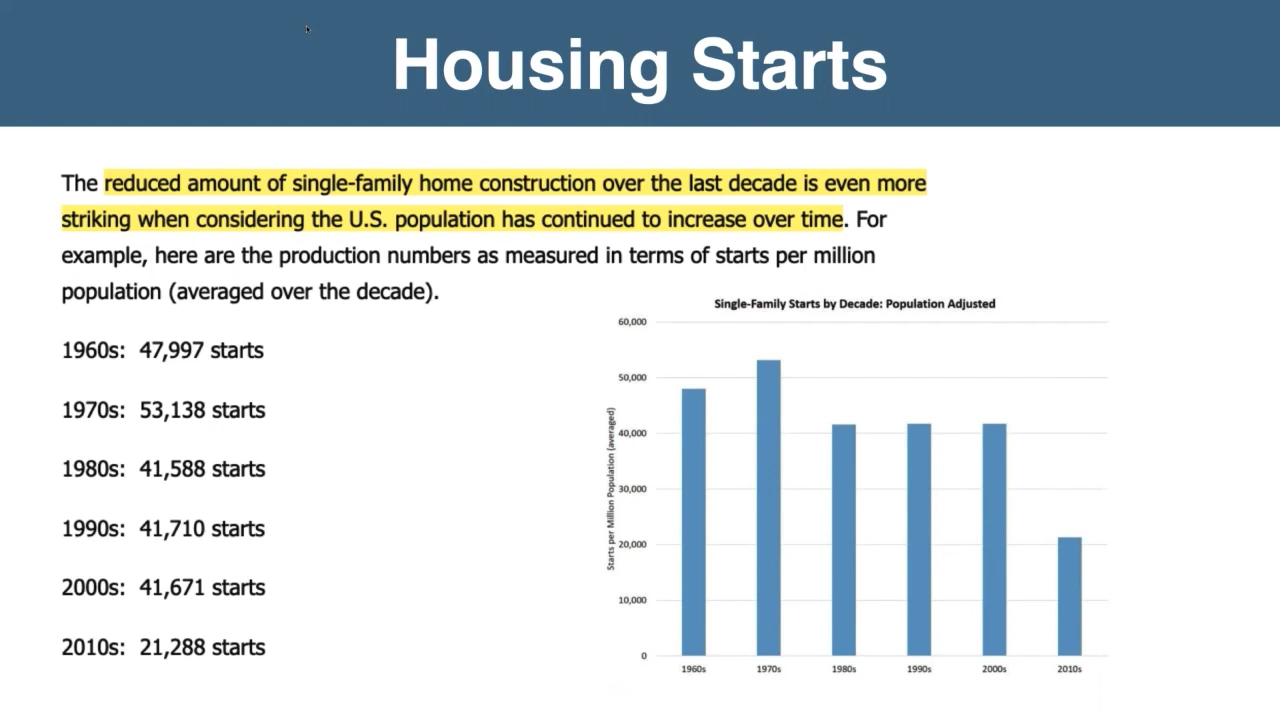 Housing Starts
The reduced amount of single-family home construction over the last decade is even more
striking when considering the U.S. population has continued to increase over time. For
example, here are the production numbers as measured in terms of starts per million
population (averaged over the decade).
1960s: 47,997 starts
1970s: 53,138 starts
1980s: 41,588 starts
1990s: 41,710 starts
2000s: 41,671 starts
2010s: 21,288 starts
Single-Family Starts by Decade: Population Adjusted
Starts per Million Population (averaged)
60,000
50,000
40,000
30,000
20,000
10,000
0
1960s 1970s 1980s 1990s 2000s 2010s